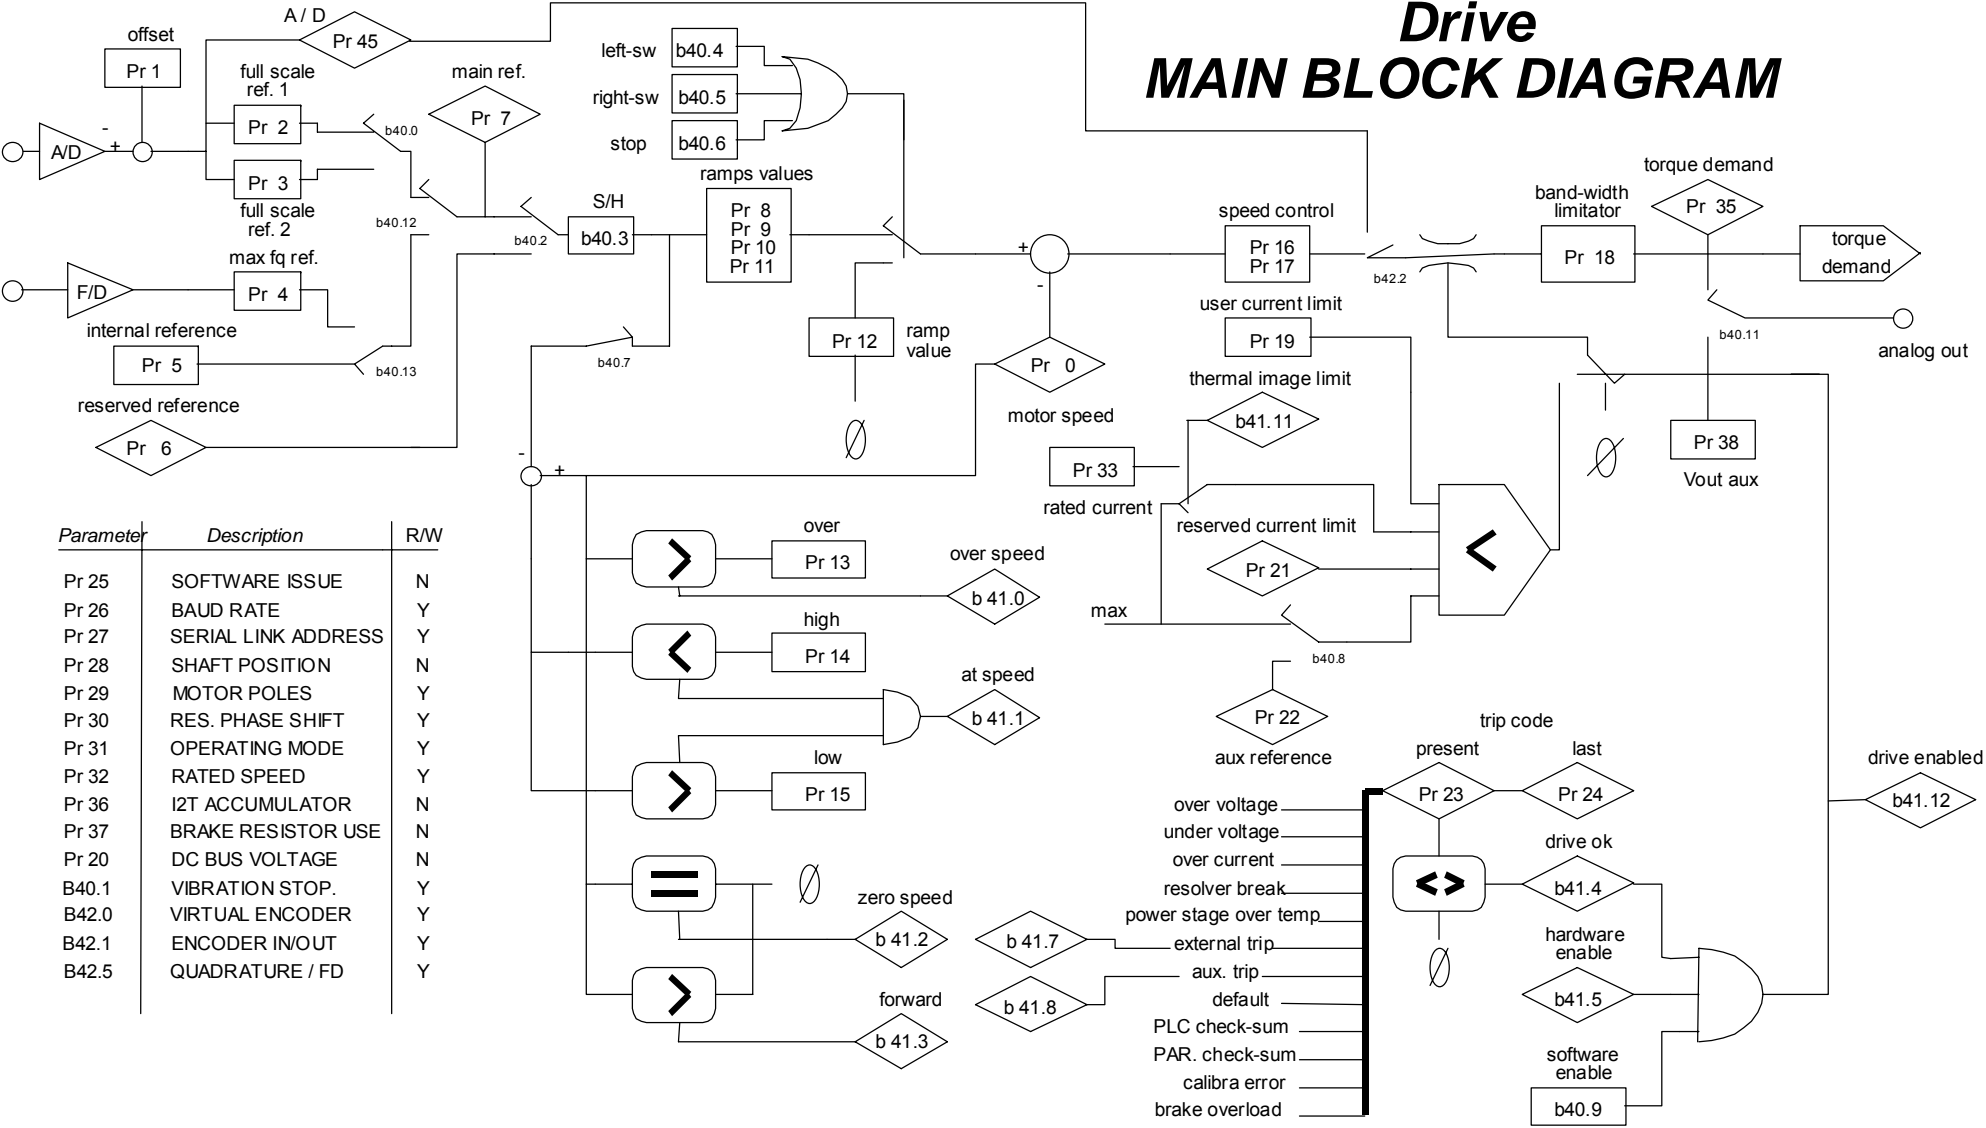 Drive
MAIN BLOCK DIAGRAM
A / D
Pr 45
offset
Pr 1
full scale
ref. 1
Pr 2
b40.0
A/D
-
+
Pr 3
full scale
ref. 2
b40.12
main ref.
Pr 7
left-sw
b40.4
right-sw
b40.5
stop
b40.6
S/H
b40.3
b40.2
ramps values
Pr 8
Pr 9
Pr 10
Pr 11
max fq ref.
F/D
Pr 4
internal reference
Pr 5
b40.13
reserved reference
Pr 6
b40.7
Pr 12
ramp
value
+
-
Pr 0
motor speed
speed control
Pr 16
Pr 17
b42.2
band-width
limitator
Pr 18
torque demand
Pr 35
torque
demand
b40.11
analog out
Pr 38
Vout aux
user current limit
Pr 19
thermal image limit
b41.11
Pr 33
rated current
reserved current limit
Pr 21
<
max
b40.8
Pr 22
aux reference
-
+
over
>
Pr 13
over speed
b 41.0
high
<
Pr 14
at speed
b 41.1
low
>
Pr 15
=
zero speed
b 41.2
>
forward
b 41.3
Parameter Description R/W
Pr 25 SOFTWARE ISSUE N
Pr 26 BAUD RATE Y
Pr 27 SERIAL LINK ADDRESS Y
Pr 28 SHAFT POSITION N
Pr 29 MOTOR POLES Y
Pr 30 RES. PHASE SHIFT Y
Pr 31 OPERATING MODE Y
Pr 32 RATED SPEED Y
Pr 36 I2T ACCUMULATOR N
Pr 37 BRAKE RESISTOR USE N
Pr 20 DC BUS VOLTAGE N
B40.1 VIBRATION STOP. Y
B42.0 VIRTUAL ENCODER Y
B42.1 ENCODER IN/OUT Y
B42.5 QUADRATURE / FD Y
trip code
present
last
Pr 23
Pr 24
over voltage
under voltage
over current
resolver break
power stage over temp
b 41.7
external trip
b 41.8
aux. trip
default
PLC check-sum
PAR. check-sum
calibra error
brake overload
<>
drive ok
b41.4
hardware
enable
b41.5
software
enable
b40.9
drive enabled
b41.12